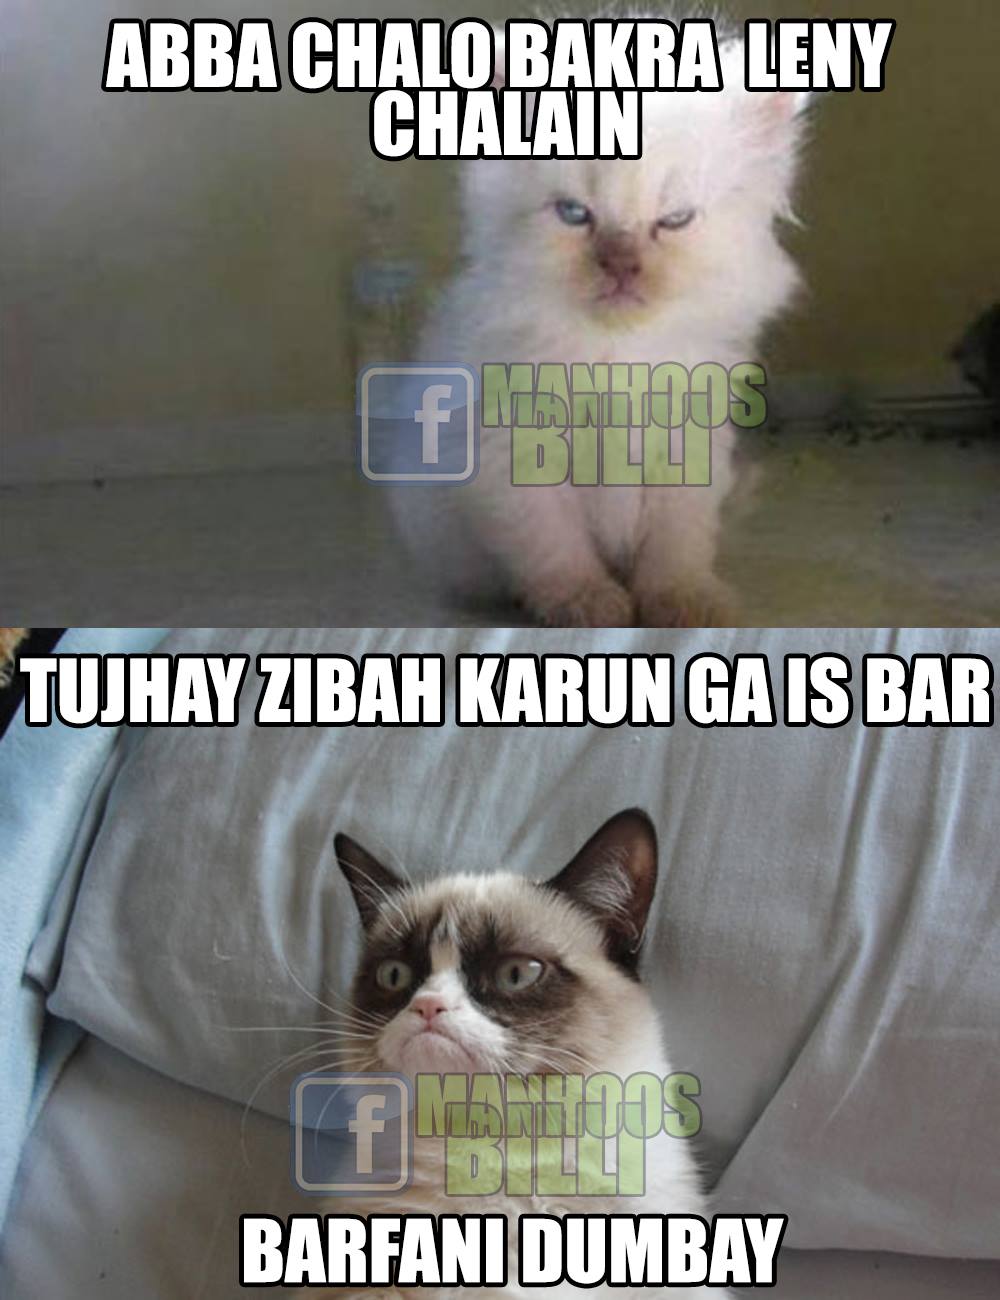 ABBA CHALO BAKRA LENY
CHALAIN
f MANHOOS
BILLI
TUJHAY ZIBAH KARUN GA IS BAR
f MANHOOS
BILLI
BARFANI DUMBAY